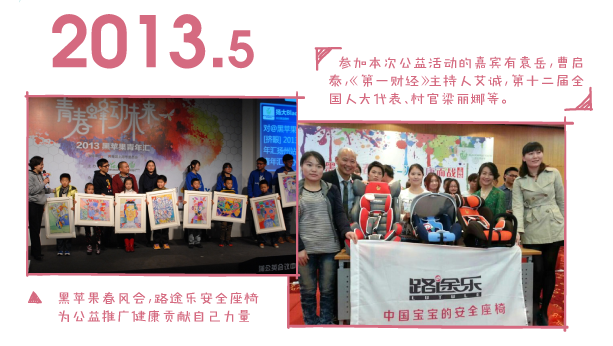 2013.5
参加本次公益活动的嘉宾有袁岳,曹启
泰,《第一财经》主持人艾诚,第十二届全
国人大代表、村官梁丽娜等。
青春蜂动未来
2013 黑苹果青年汇
路途乐
中国宝宝的安全座椅
黑苹果春风会,路途乐安全座椅
为公益推广健康贡献自己力量